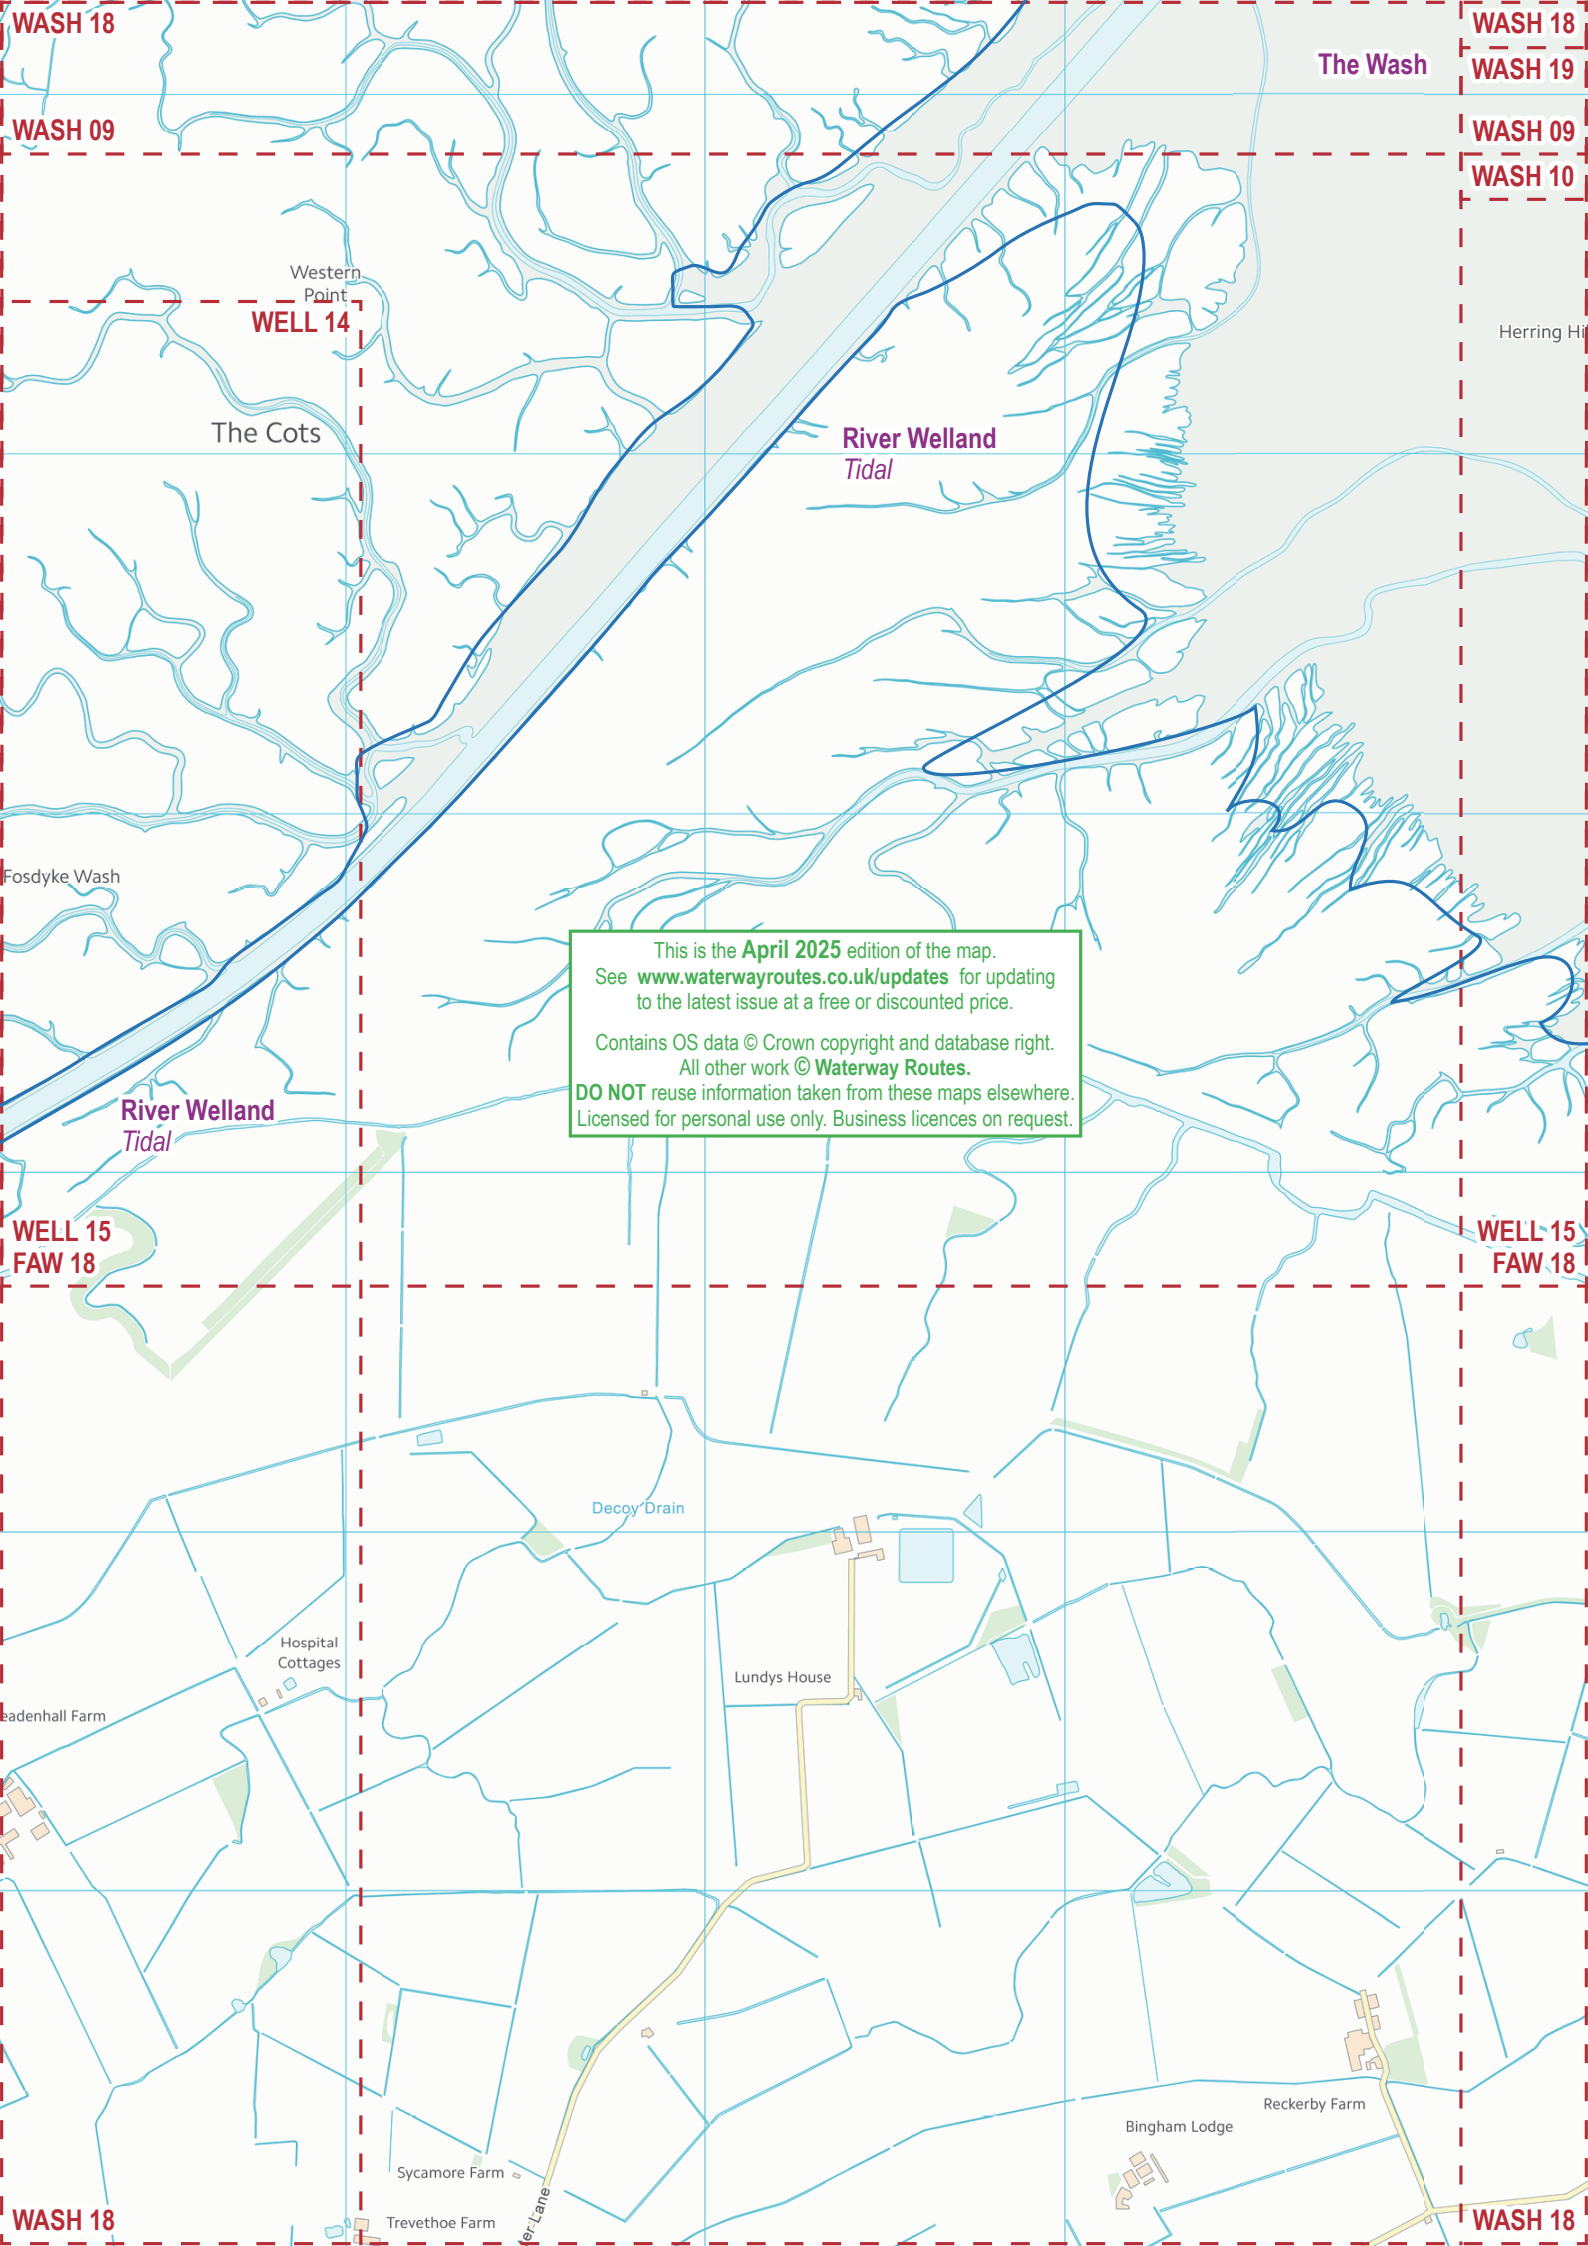 WASH 18
WASH 18
The Wash
WASH 19
WASH 09
WASH 09
WASH 10
Western
Point
WELL 14
Herring Hi
The Cots
River Welland
Tidal
Fosdyke Wash
This is the April 2025 edition of the map.
See www.waterwayroutes.co.uk/updates for updating
to the latest issue at a free or discounted price.
Contains OS data © Crown copyright and database right.
All other work © Waterway Routes.
DO NOT reuse information taken from these maps elsewhere.
Licensed for personal use only. Business licences on request.
River Welland
Tidal
WELL 15
FAW 18
WELL 15
FAW 18
Decoy Drain
Hospital
Cottages
Lundys House
eadenhall Farm
Reckerby Farm
Bingham Lodge
Sycamore Farm
er Lane
Trevethoe Farm
WASH 18
WASH 18